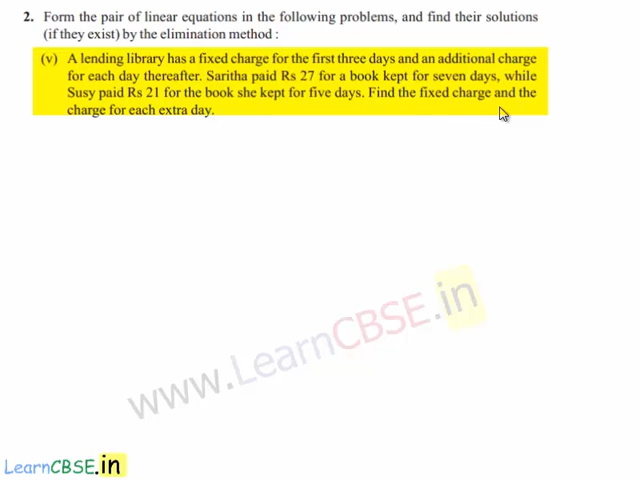 2. Form the pair of linear equations in the following problems, and find their solutions
(if they exist) by the elimination method :
(v) A lending library has a fixed charge for the first three days and an additional charge
for each day thereafter. Saritha paid Rs 27 for a book kept for seven days, while
Susy paid Rs 21 for the book she kept for five days. Find the fixed charge and the
charge for each extra day.
www.LearnCBSE.in
LearnCBSE.in